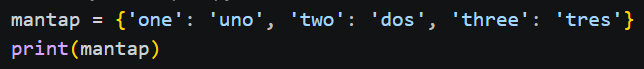 mantap = {'one': 'uno', 'two': 'dos', 'three': 'tres'}
print(mantap)